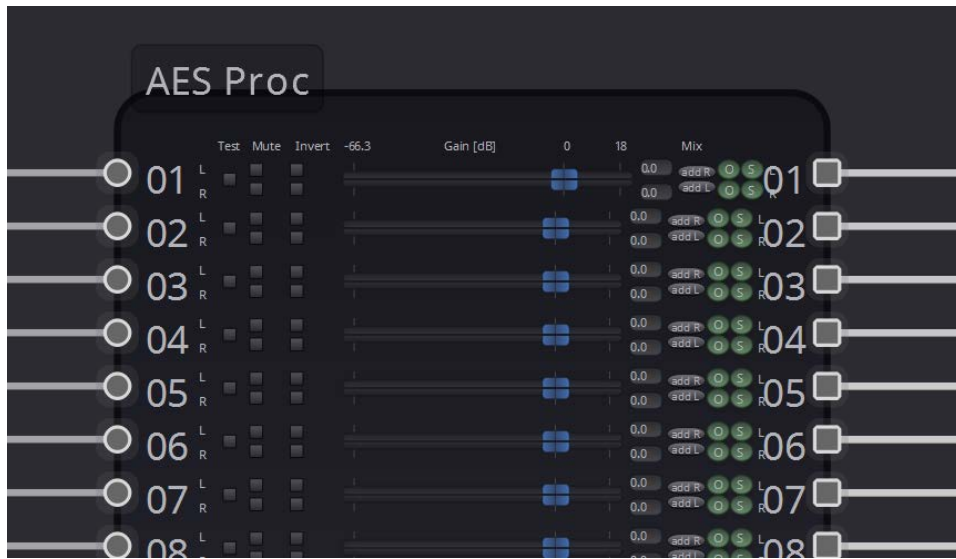 AES Proc
Test Mute Invert -66.3 Gain [dB] 0 18 Mix
01 L 0.0 add R O S L 01
R 0.0 add L O S R
02 L 0.0 add R O S L 02
R 0.0 add L O S R
03 L 0.0 add R O S L 03
R 0.0 add L O S R
04 L 0.0 add R O S L 04
R 0.0 add L O S R
05 L 0.0 add R O S L 05
R 0.0 add L O S R
06 L 0.0 add R O S L 06
R 0.0 add L O S R
07 L 0.0 add R O S L 07
R 0.0 add L O S R
08 L 0.0 add R O S L 08
R 0.0 add L O S